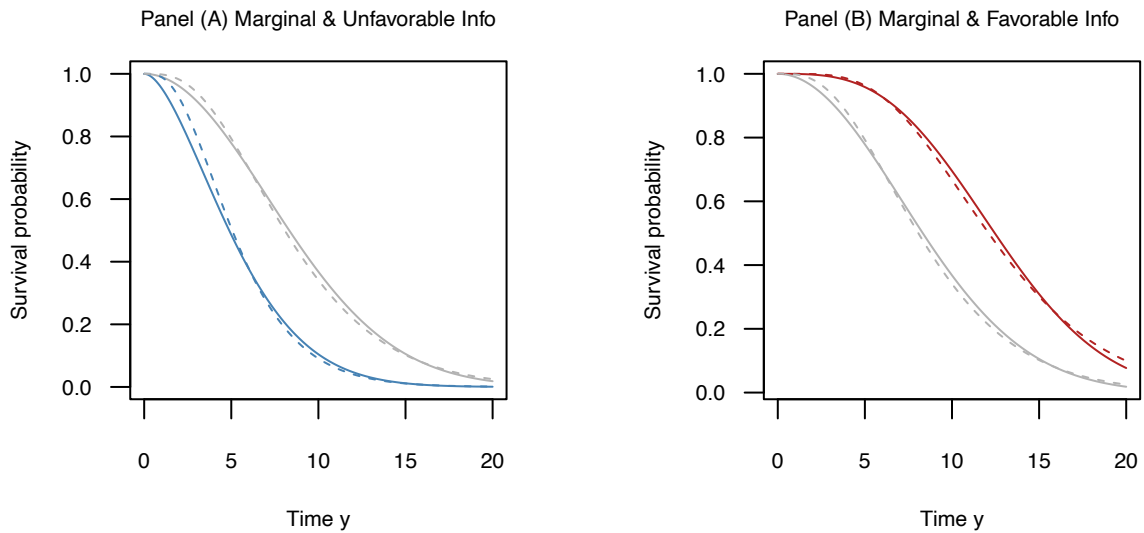 Panel (A) Marginal & Unfavorable Info
Survival probability
1.0
0.8
0.6
0.4
0.2
0.0
0 5 10 15 20
Time y
Panel (B) Marginal & Favorable Info
Survival probability
1.0
0.8
0.6
0.4
0.2
0.0
0 5 10 15 20
Time y